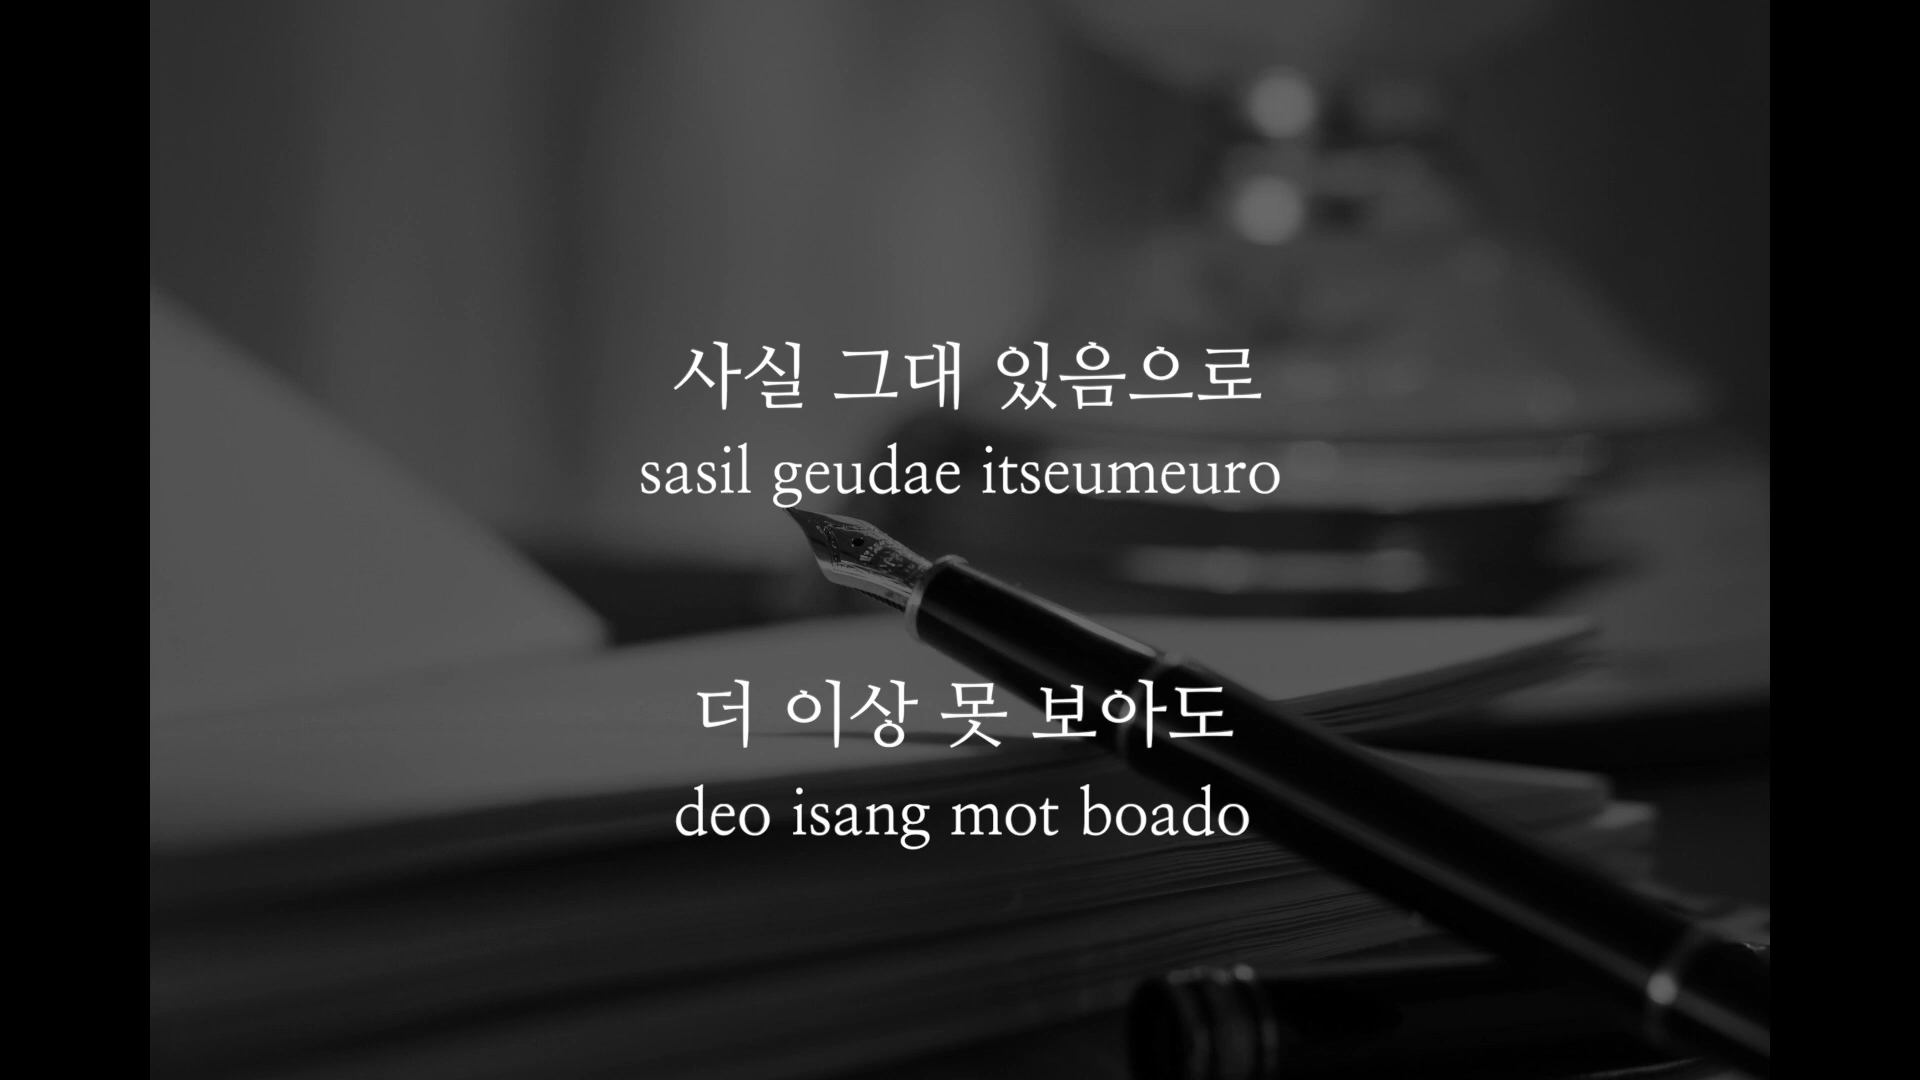 사실 그대 있음으로
sasil geudae itseumeuro
더 이상 못 보아도
deo isang mot boado